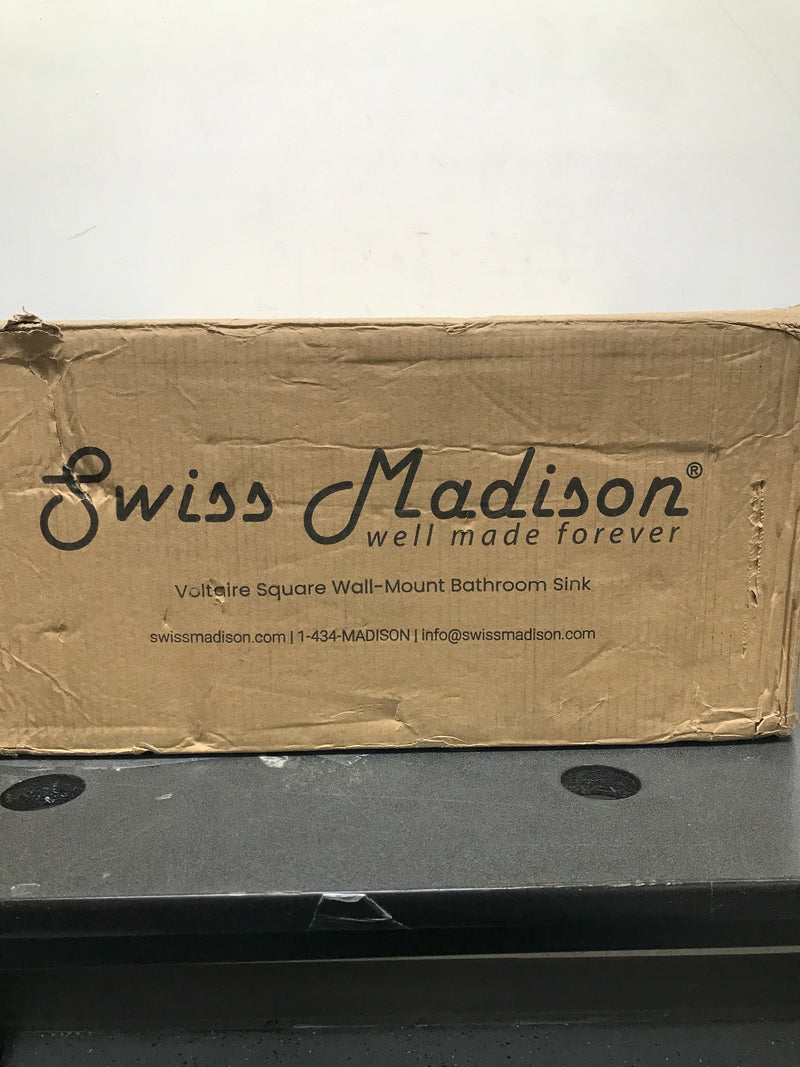 Swiss Madison®
well made forever
Voltaire Square Wall-Mount Bathroom Sink
swissmadison.com | 1-434-MADISON | info@swissmadison.com